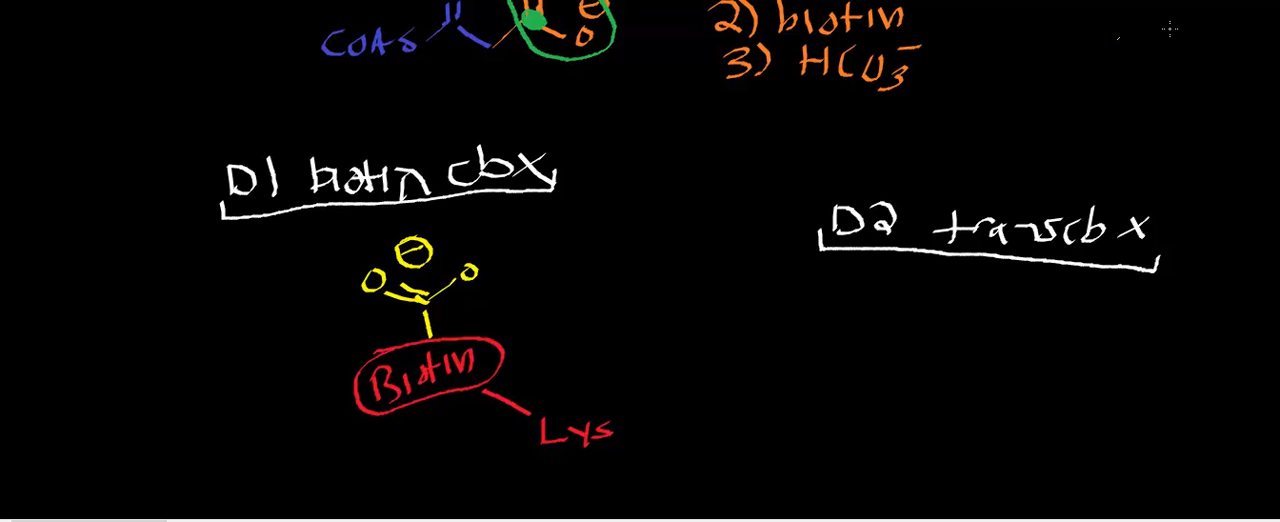 2) biotin
COAS O
3) HCO3⁻
D1 biotin cbx
D2 transcbx
⊖
O O
Biotin
Lys